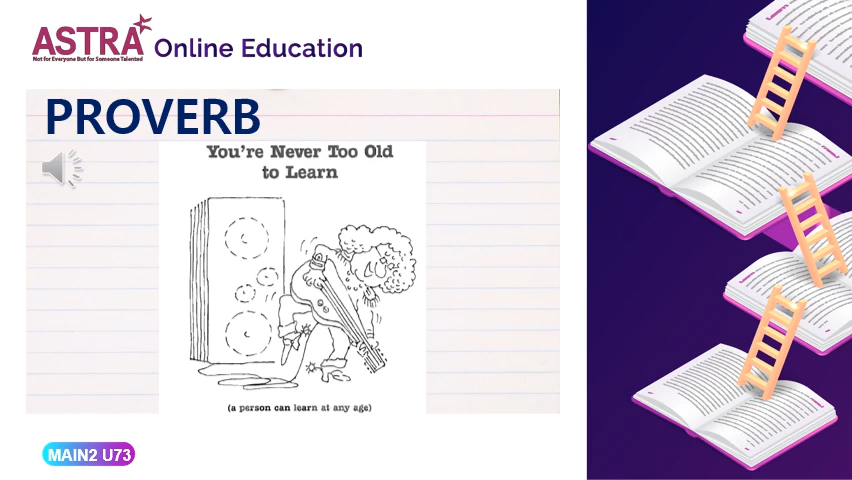 ASTRA
Not for Everyone But for Someone Talented
Online Education
PROVERB
You're Never Too Old
to Learn
(a person can learn at any age)
MAIN2 U73